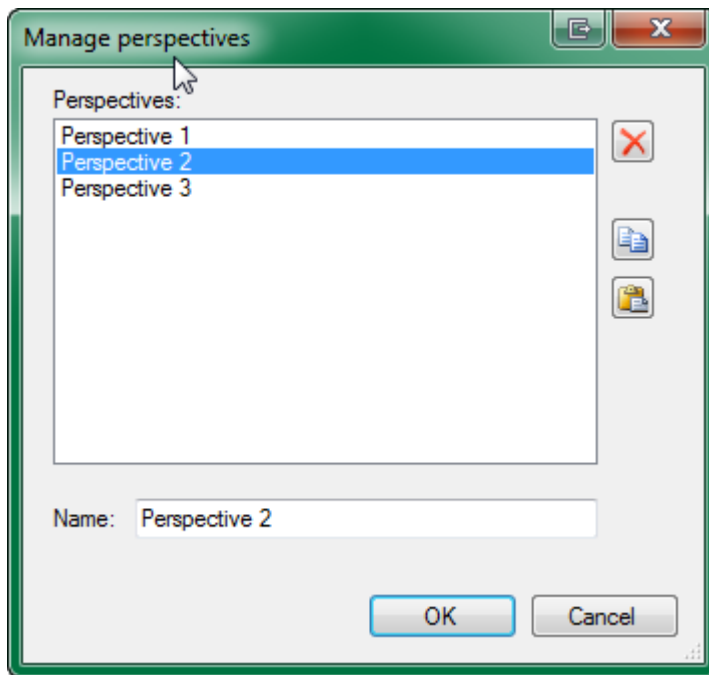 Manage perspectives
Perspectives:
Perspective 1
Perspective 2
Perspective 3
Name: Perspective 2
OK Cancel